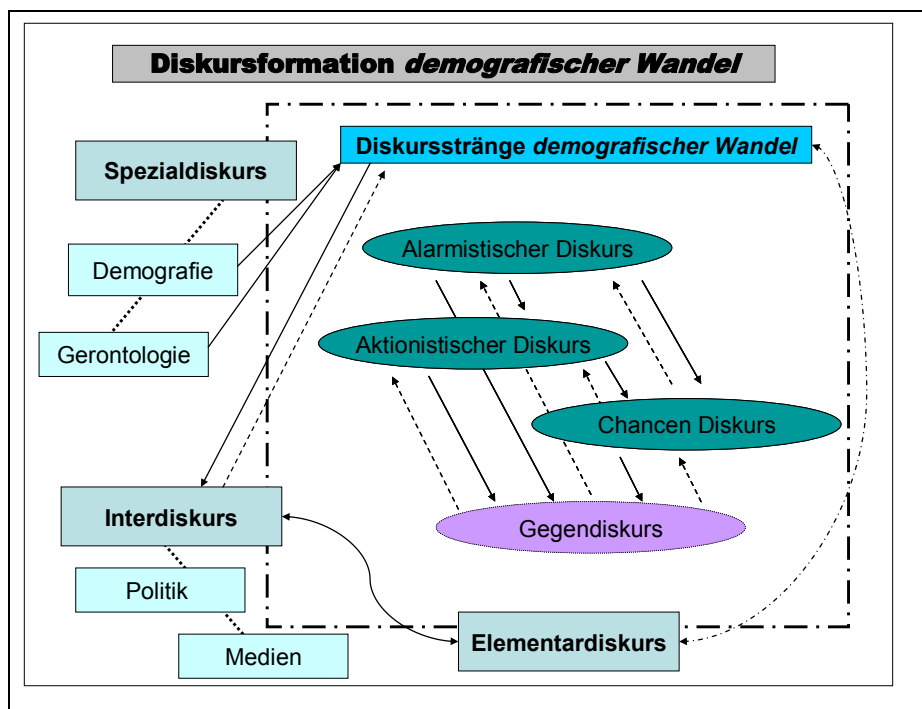 Diskursformation demografischer Wandel
Diskursstränge demografischer Wandel
Spezialdiskurs
Alarmistischer Diskurs
Demografie
Aktionistischer Diskurs
Gerontologie
Chancen Diskurs
Interdiskurs
Gegendiskurs
Politik
Elementardiskurs
Medien